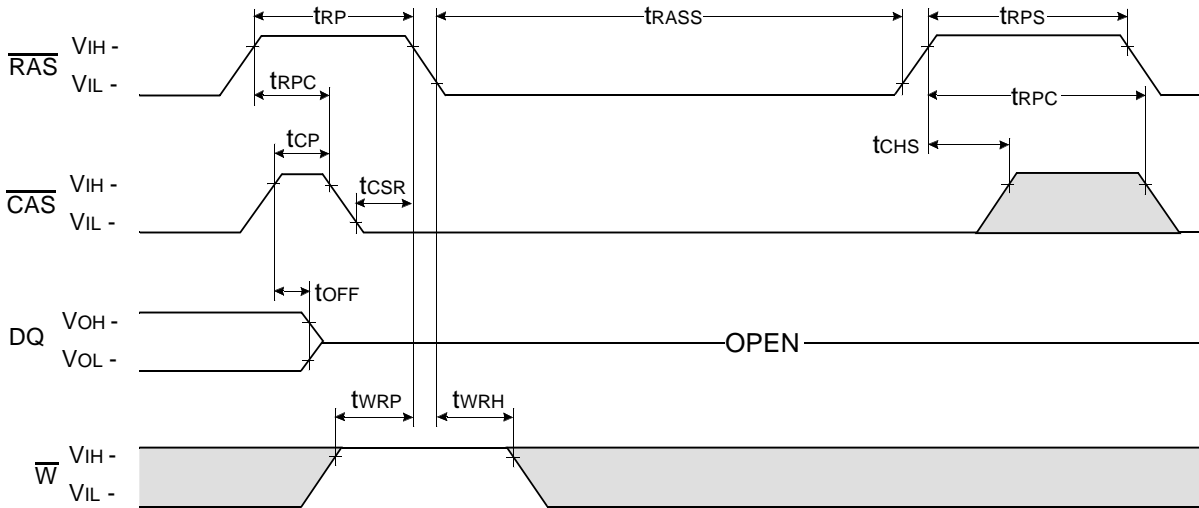 tRP
tRASS
tRPS
RAS
VIH -
VIL -
tRPC
tRPC
tCP
tCHS
CAS
VIH -
VIL -
tCSR
tOFF
DQ
VOH -
VOL -
OPEN
tWRP
tWRH
W
VIH -
VIL -